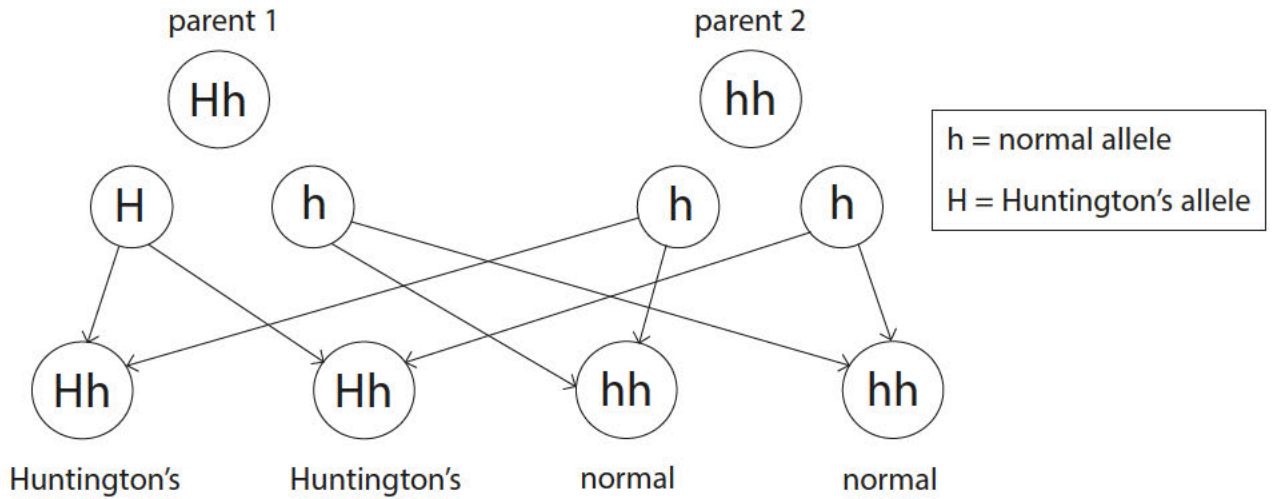 parent 1
parent 2
Hh
hh
h = normal allele
H = Huntington's allele
H
h
h
h
Hh
Hh
hh
hh
Huntington's
Huntington's
normal
normal